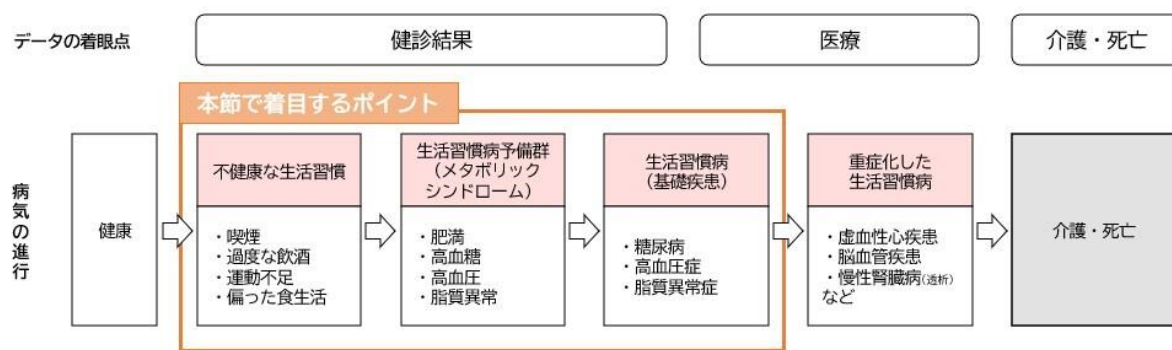 データの着眼点
健診結果
医療
介護・死亡
本節で着目するポイント
病気の進行
健康
不健康な生活習慣
・喫煙
・過度な飲酒
・運動不足
・偏った食生活
生活習慣病予備群
（メタボリック
シンドローム）
・肥満
・高血糖
・高血圧
・脂質異常
生活習慣病
（基礎疾患）
・糖尿病
・高血圧症
・脂質異常症
重症化した
生活習慣病
・虚血性心疾患
・脳血管疾患
・慢性腎臓病(透析)
など
介護・死亡